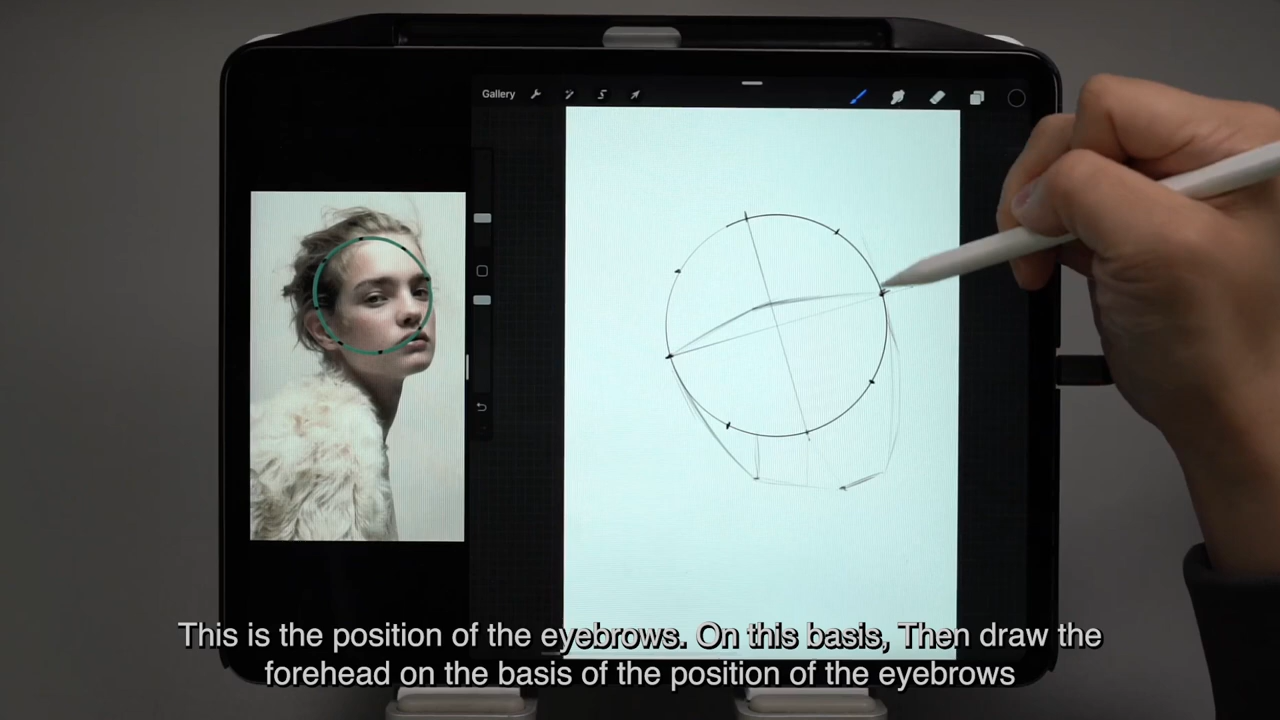 Gallery
This is the position of the eyebrows. On this basis, Then draw the
forehead on the basis of the position of the eyebrows